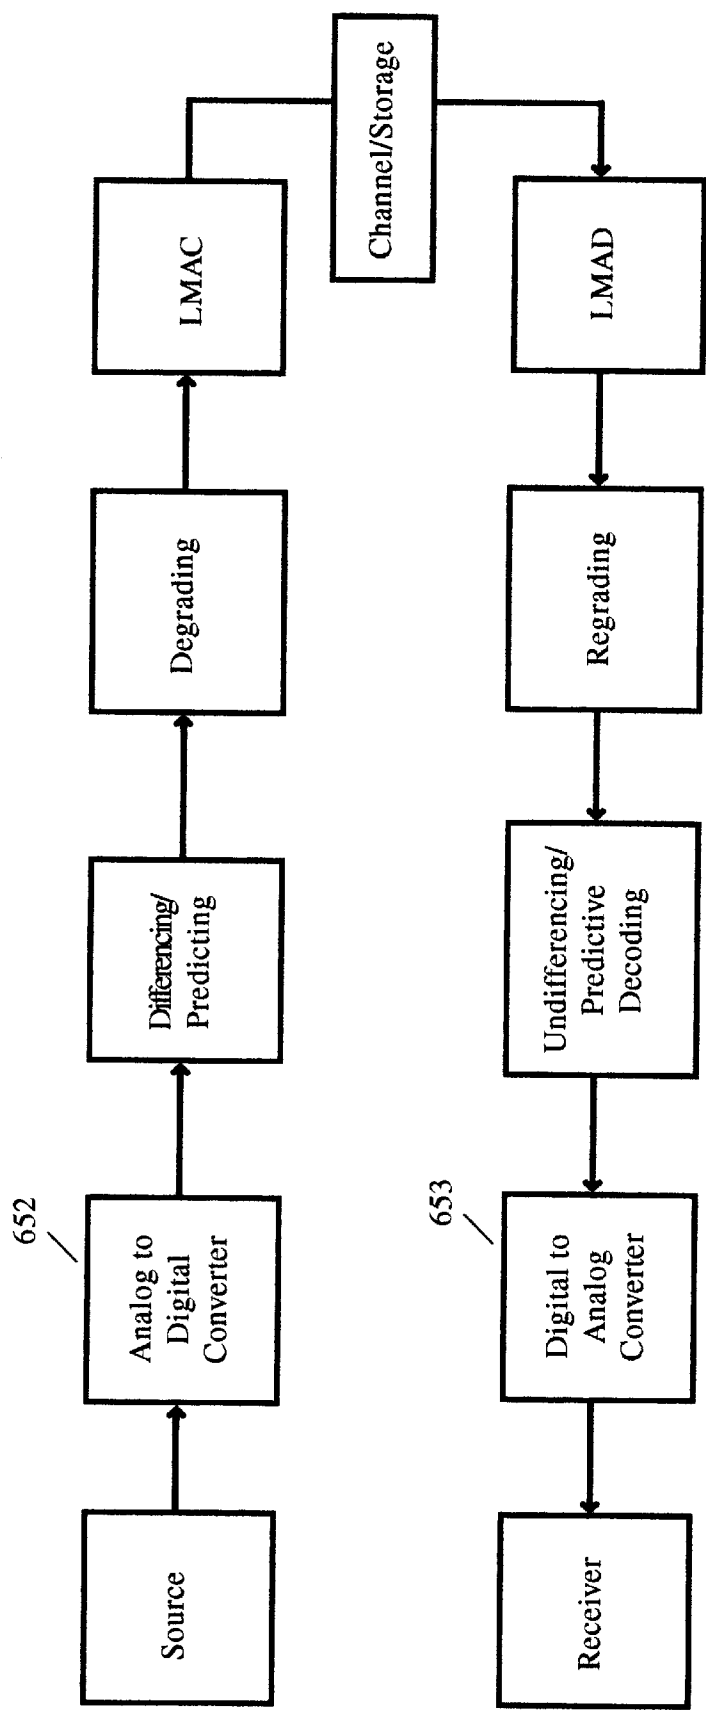 Source
652
Analog to
Digital
Converter
Differencing/
Predicting
Degrading
LMAC
Channel/Storage
LMAD
Regrading
Undifferencing/
Predictive
Decoding
653
Digital to
Analog
Converter
Receiver